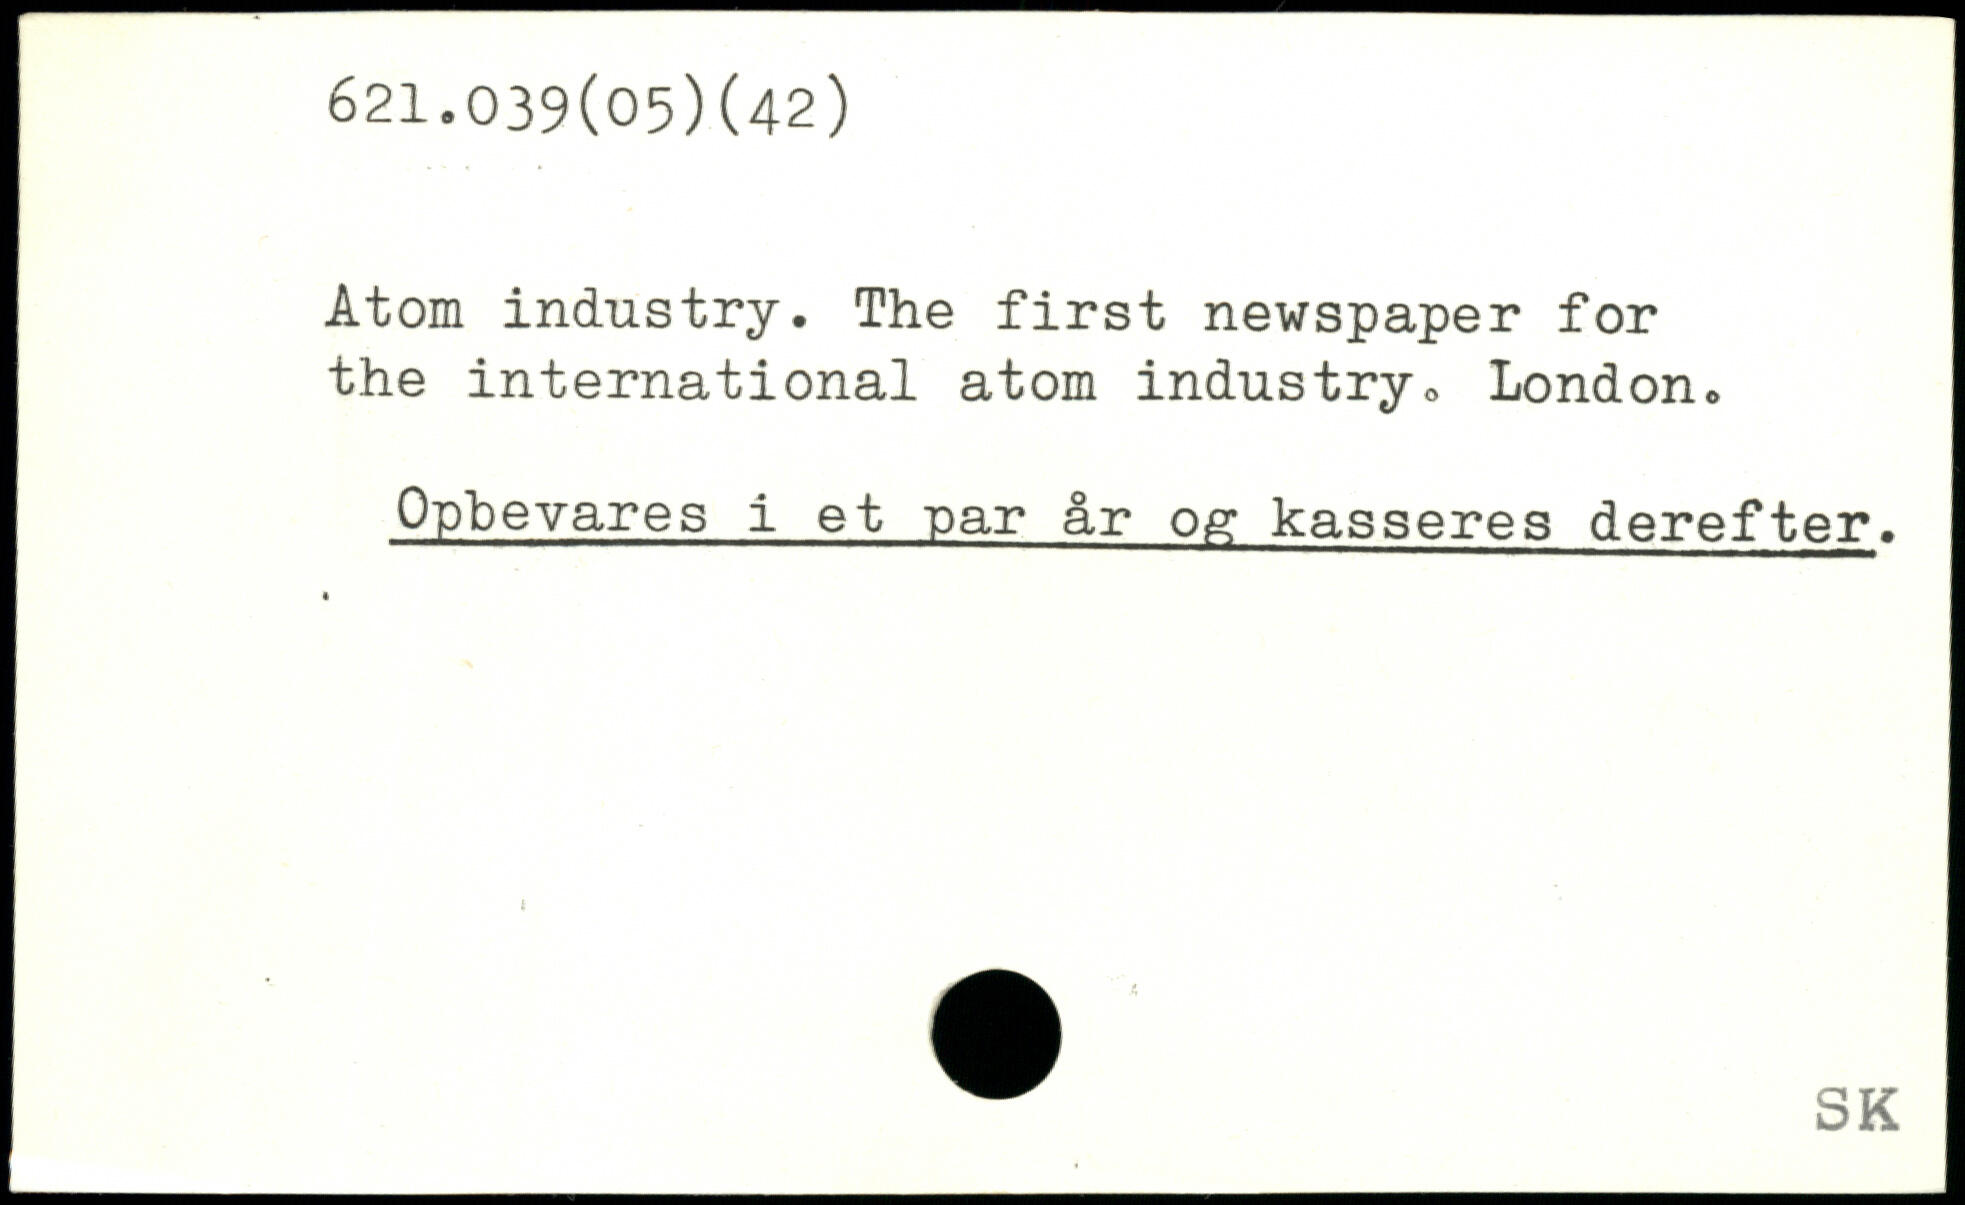 621.039(05)(42)
Atom industry. The first newspaper for
the international atom industry. London.
Opbevares i et par år og kasseres derefter.
SK